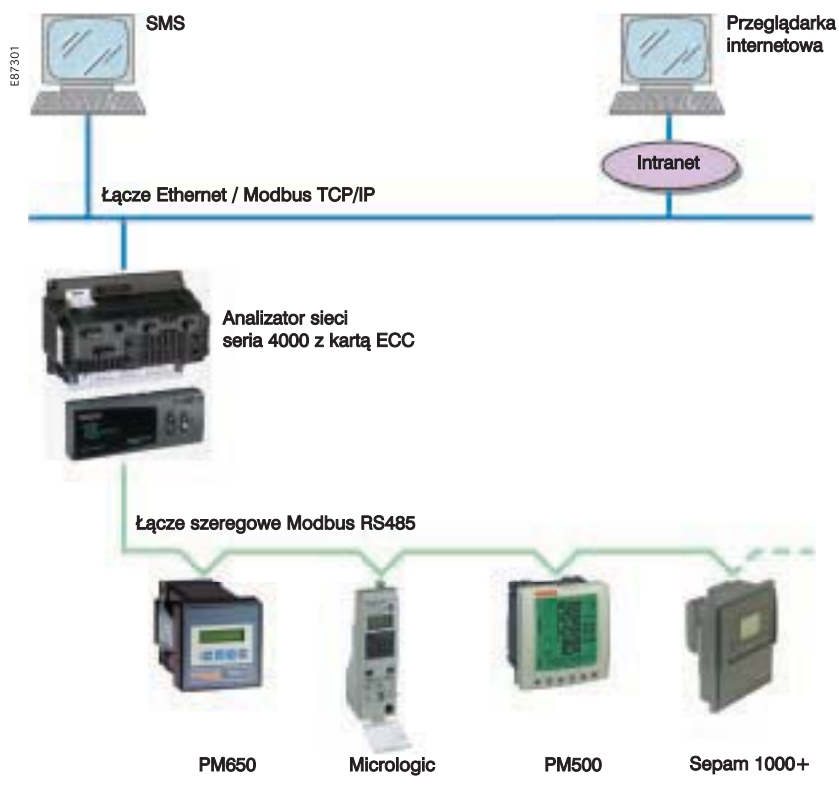 SMS
Przeglądarka
internetowa
E87301
Intranet
Łącze Ethernet / Modbus TCP/IP
Analizator sieci
seria 4000 z kartą ECC
Łącze szeregowe Modbus RS485
PM650
Micrologic
PM500
Sepam 1000+